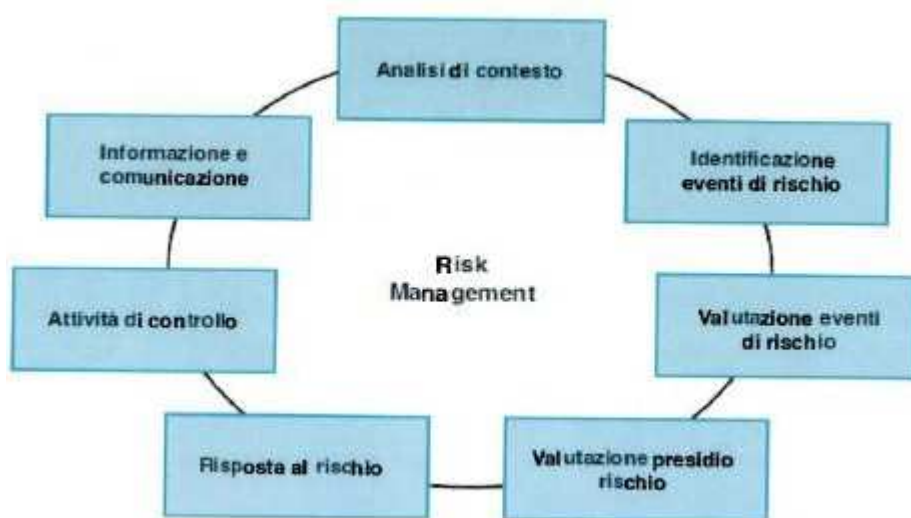 Analisi di contesto
Identificazione
eventi di rischio
Valutazione eventi
di rischio
Valutazione presidio
rischio
Risposta al rischio
Attività di controllo
Informazione e
comunicazione
Risk
Management